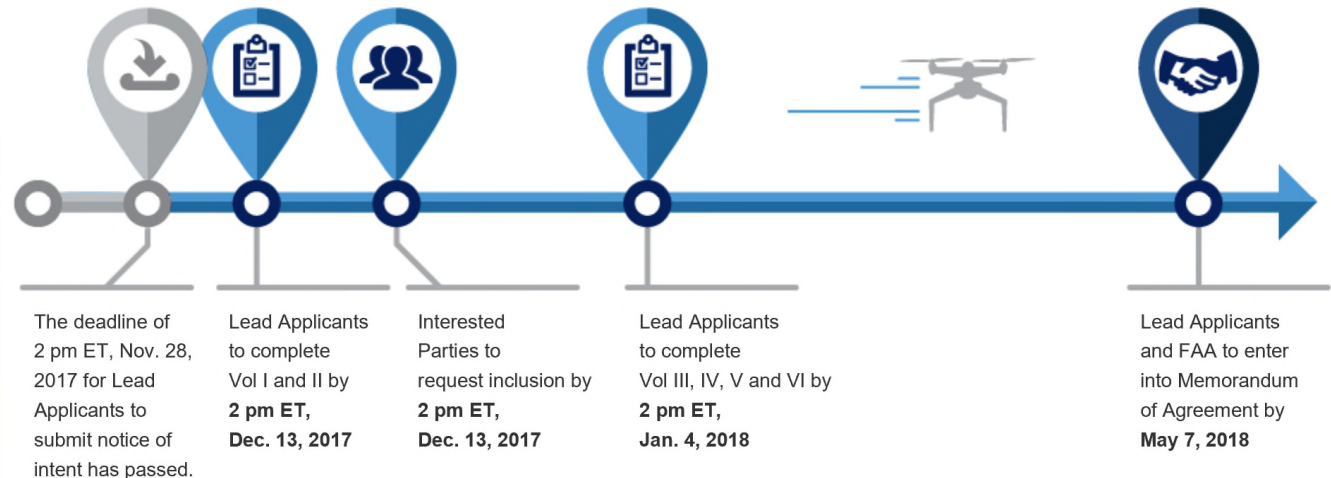 The deadline of
2 pm ET, Nov. 28,
2017 for Lead
Applicants to
submit notice of
intent has passed.
Lead Applicants
to complete
Vol I and II by
2 pm ET,
Dec. 13, 2017
Interested
Parties to
request inclusion by
2 pm ET,
Dec. 13, 2017
Lead Applicants
to complete
Vol III, IV, V and VI by
2 pm ET,
Jan. 4, 2018
Lead Applicants
and FAA to enter
into Memorandum
of Agreement by
May 7, 2018